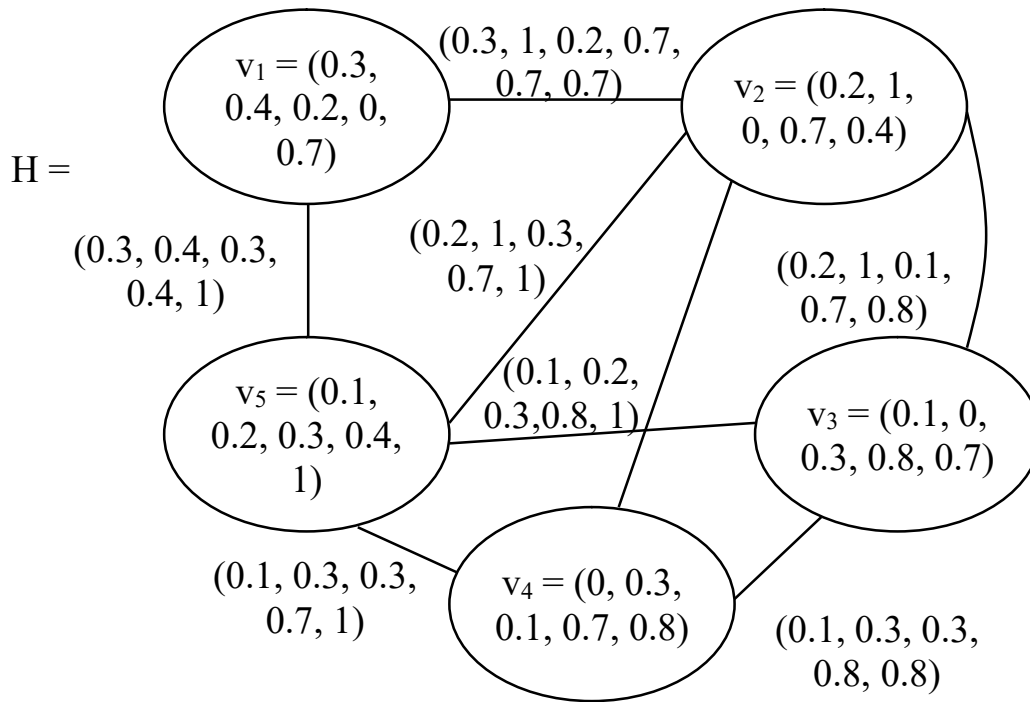 H =
v₁ = (0.3,
0.4, 0.2, 0,
0.7)
(0.3, 1, 0.2, 0.7,
0.7, 0.7)
v₂ = (0.2, 1,
0, 0.7, 0.4)
(0.3, 0.4, 0.3,
0.4, 1)
(0.2, 1, 0.3,
0.7, 1)
(0.2, 1, 0.1,
0.7, 0.8)
v₅ = (0.1,
0.2, 0.3, 0.4,
1)
(0.1, 0.2,
0.3,0.8, 1)
v₃ = (0.1, 0,
0.3, 0.8, 0.7)
(0.1, 0.3, 0.3,
0.7, 1)
v₄ = (0, 0.3,
0.1, 0.7, 0.8)
(0.1, 0.3, 0.3,
0.8, 0.8)